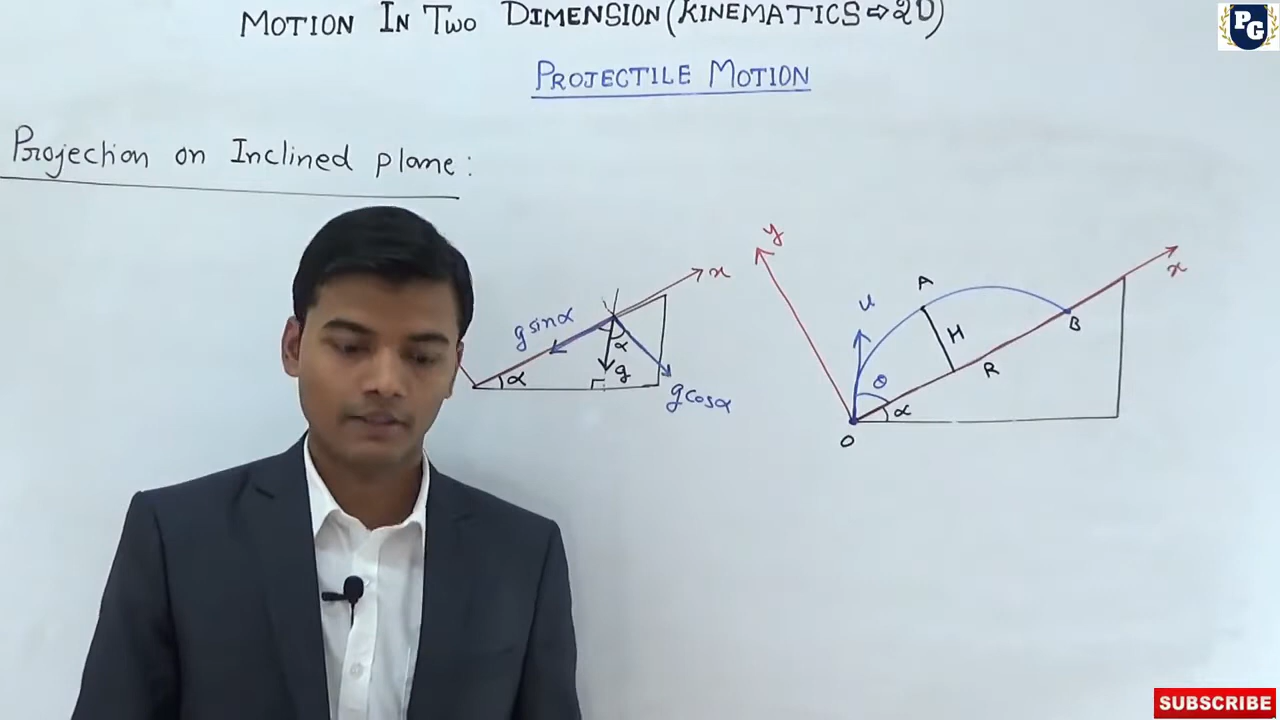 MOTION IN TWO DIMENSION (KINEMATICS ⇒ 2D)
PG
PROJECTILE MOTION
Projection on Inclined plane:
y
x
x
A
u
g sinα
B
H
α
R
g
θ
α
g cosα
α
O
SUBSCRIBE